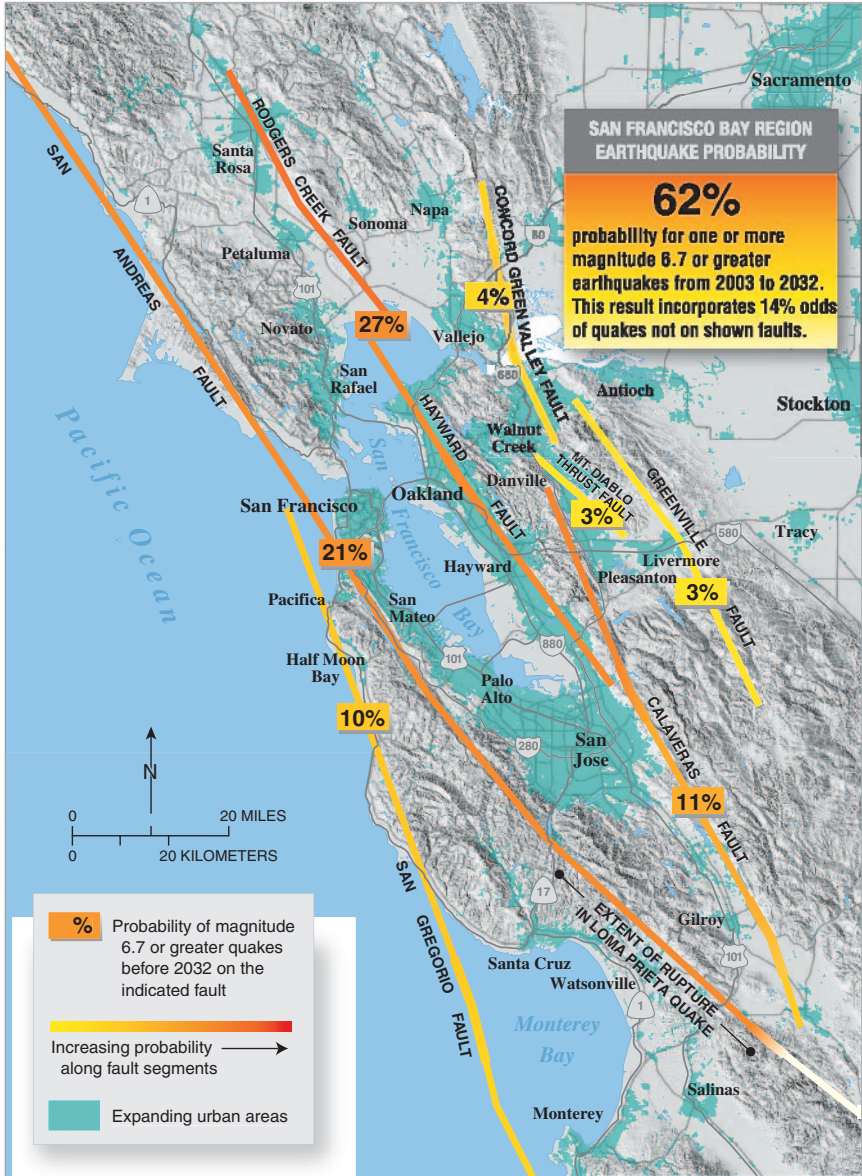 Sacramento
SAN FRANCISCO BAY REGION
EARTHQUAKE PROBABILITY
62%
probability for one or more
magnitude 6.7 or greater
earthquakes from 2003 to 2032.
This result incorporates 14% odds
of quakes not on shown faults.
SAN ANDREAS FAULT
1
RODGERS CREEK FAULT
Santa
Rosa
Sonoma
Napa
Petaluma
101
Novato
27%
CONCORD GREEN VALLEY FAULT
80
4%
Vallejo
San
Rafael
680
Antioch
Stockton
HAYWARD FAULT
Walnut
Creek
Danville
MT. DIABLO
THRUST FAULT
3%
GREENVILLE FAULT
580
Tracy
Livermore
Pleasanton
3%
Pacific Ocean
San Francisco Bay
San Francisco
Oakland
21%
Hayward
Pacifica
San
Mateo
Half Moon
Bay
101
880
Palo
Alto
10%
280
San
Jose
CALAVERAS FAULT
11%
N
0 20 MILES
0 20 KILOMETERS
SAN GREGORIO FAULT
17
EXTENT OF RUPTURE
IN LOMA PRIETA QUAKE
Gilroy
101
Santa Cruz
Watsonville
1
Monterey
Bay
Salinas
Monterey
% Probability of magnitude
6.7 or greater quakes
before 2032 on the
indicated fault
Increasing probability
along fault segments
Expanding urban areas